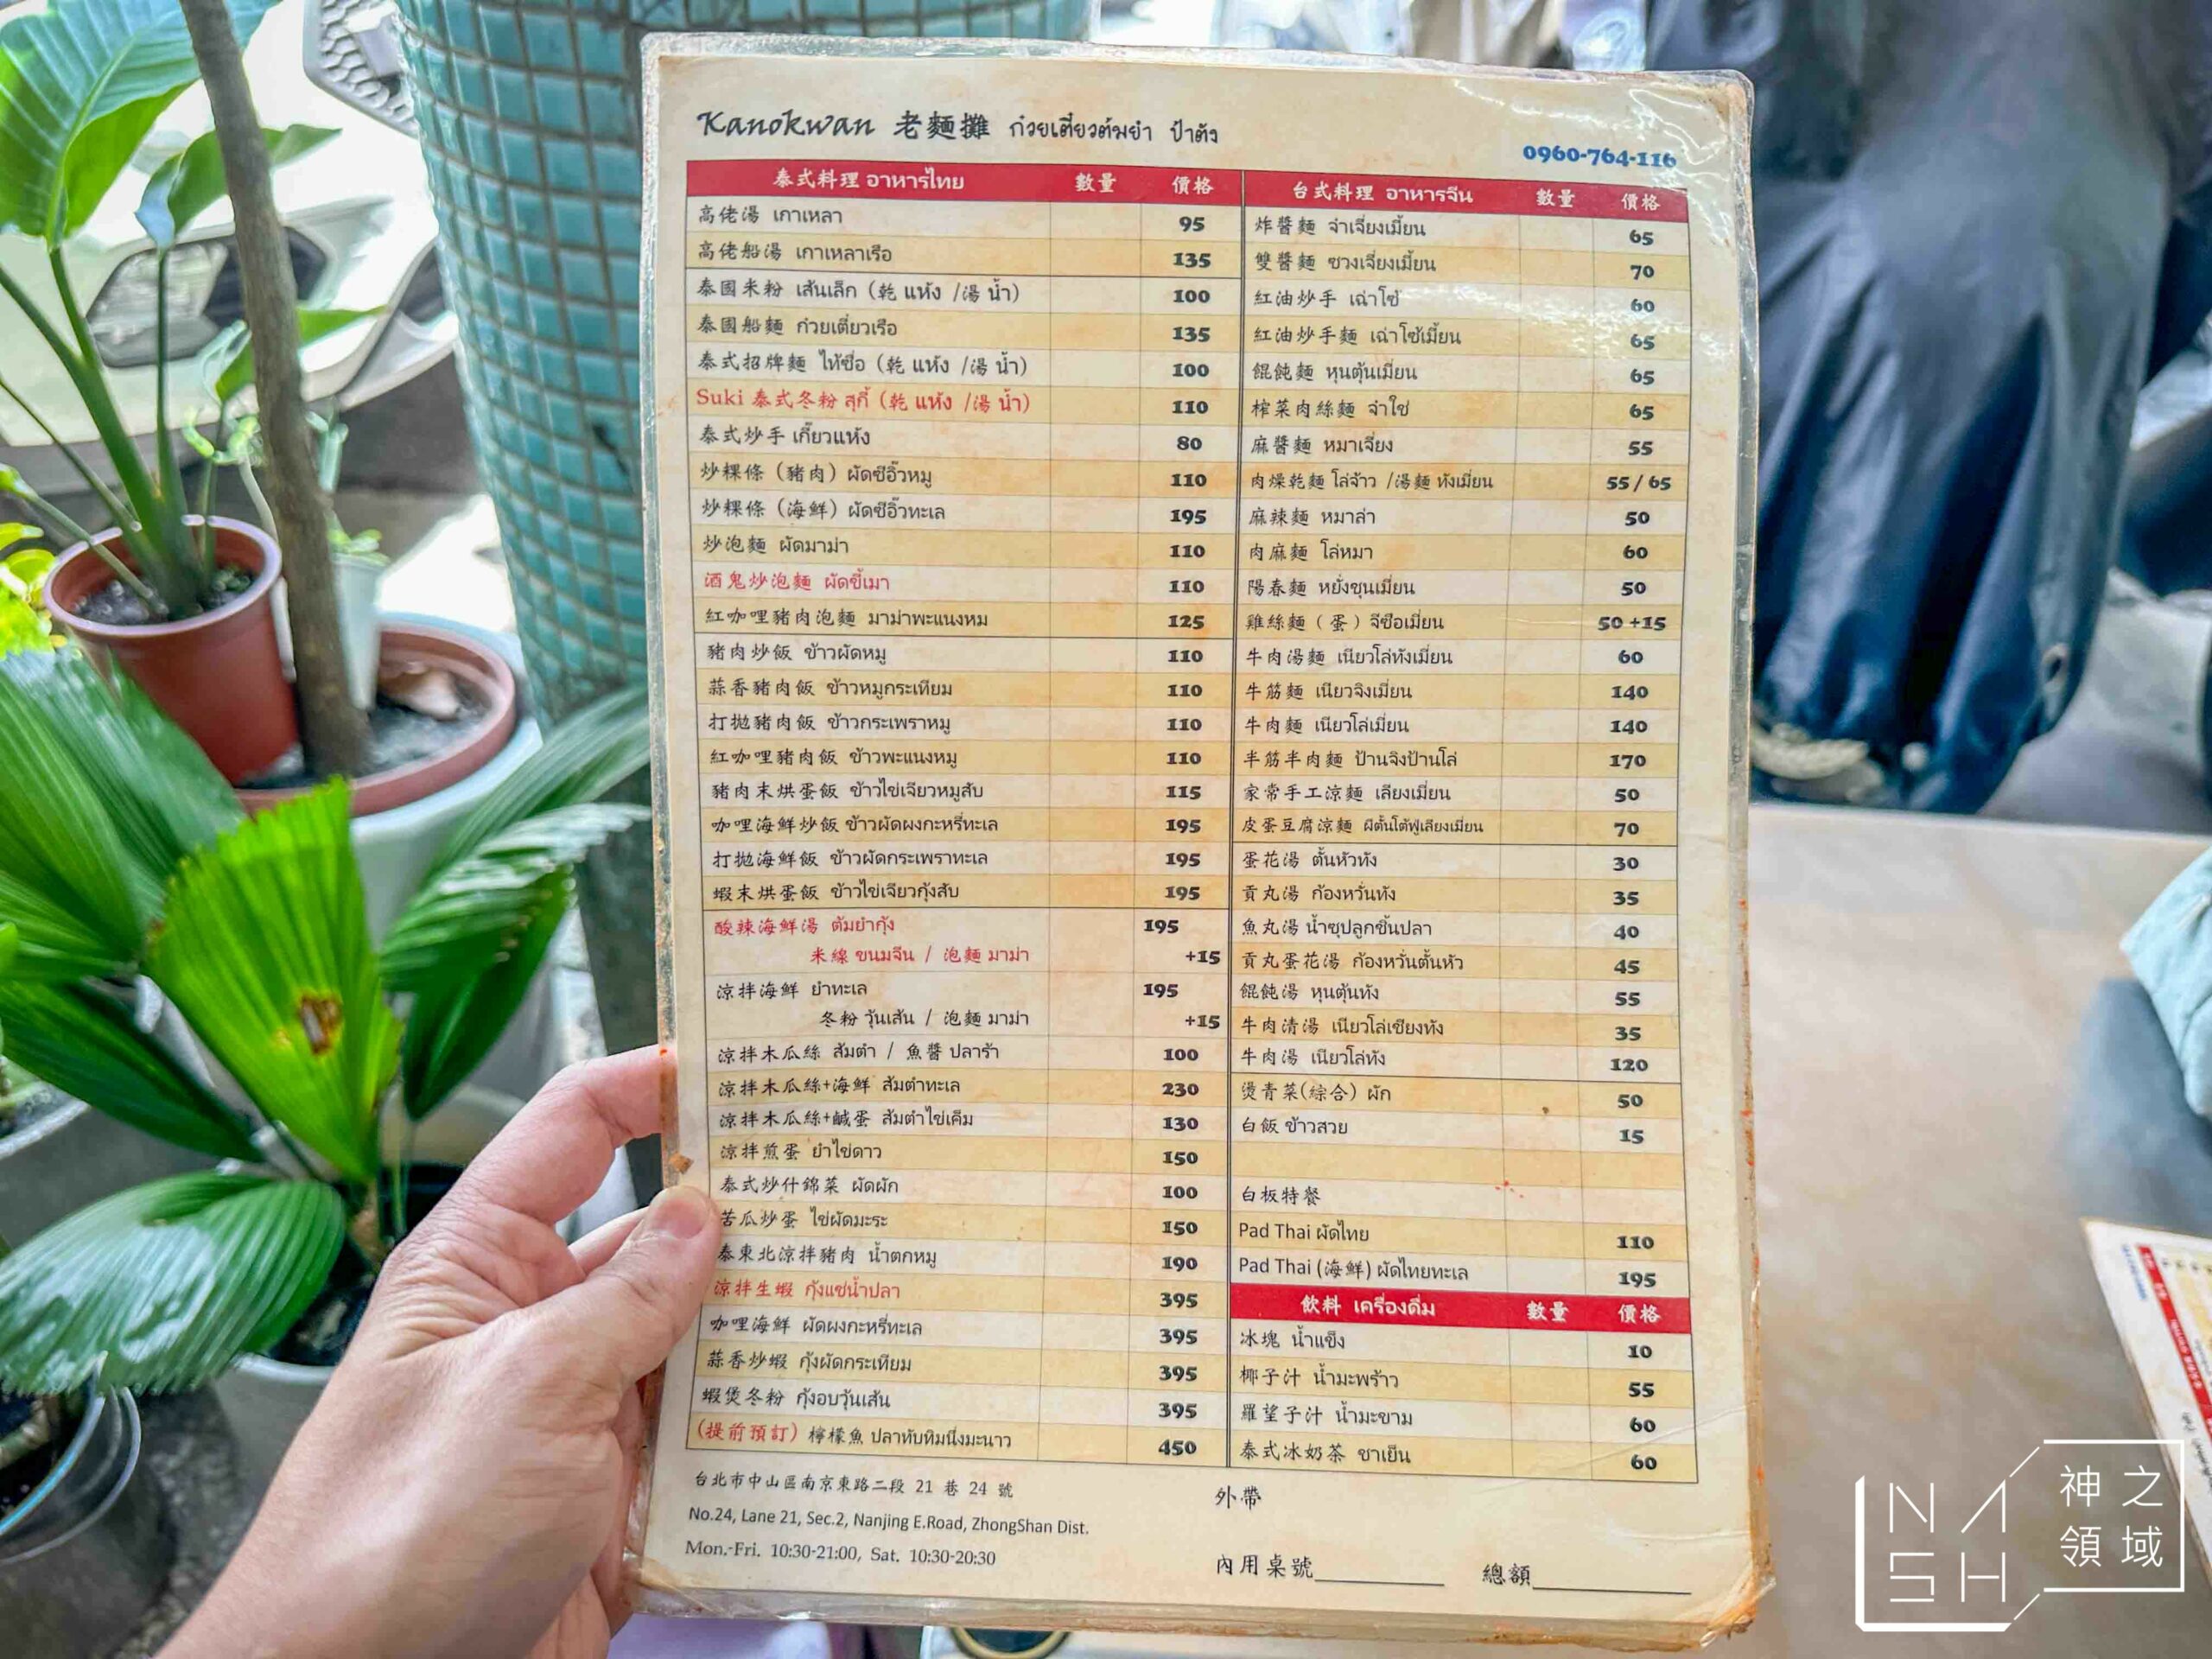 Kanokwan 老麵攤 ก๋วยเตี๋ยวต้มยำ ป้าตัง
0960-764-116
泰式料理 อาหารไทย 數量 價格
高佬湯 เกาเหลา 95
高佬船湯 เกาเหลาเรือ 135
泰國米粉 เส้นเล็ก (乾 แห้ง /湯 น้ำ) 100
泰國船麵 ก๋วยเตี่ยวเรือ 135
泰式招牌麵 ไห้ซื่อ (乾 แห้ง /湯 น้ำ) 100
Suki 泰式冬粉 สุกี้ (乾 แห้ง /湯 น้ำ) 110
泰式炒手 เกี๊ยวแห้ง 80
炒粿條 (豬肉) ผัดซีอิ๊วหมู 110
炒粿條 (海鮮) ผัดซีอิ๊วทะเล 195
炒泡麵 ผัดมาม่า 110
酒鬼炒泡麵 ผัดขี้เมา 110
紅咖哩豬肉泡麵 มาม่าพะแนงหม 125
豬肉炒飯 ข้าวผัดหมู 110
蒜香豬肉飯 ข้าวหมูกระเทียม 110
打拋豬肉飯 ข้าวกระเพราหมู 110
紅咖哩豬肉飯 ข้าวพะแนงหมู 110
豬肉末烘蛋飯 ข้าวไข่เจียวหมูสับ 115
咖哩海鮮炒飯 ข้าวผัดผงกะหรี่ทะเล 195
打拋海鮮飯 ข้าวผัดกระเพราทะเล 195
蝦末烘蛋飯 ข้าวไข่เจียวกุ้งสับ 195
酸辣海鮮湯 ต้มยำกุ้ง 195
米線 ขนมจีน / 泡麵 มาม่า +15
涼拌海鮮 ยำทะเล 195
冬粉 วุ้นเส้น / 泡麵 มาม่า +15
涼拌木瓜絲 ส้มตำ / 魚醬 ปลาร้า 100
涼拌木瓜絲+海鮮 ส้มตำทะเล 230
涼拌木瓜絲+鹹蛋 ส้มตำไข่เค็ม 130
涼拌煎蛋 ยำไข่ดาว 150
泰式炒什錦菜 ผัดผัก 100
苦瓜炒蛋 ไข่ผัดมะระ 150
泰東北涼拌豬肉 น้ำตกหมู 190
涼拌生蝦 กุ้งแช่น้ำปลา 395
咖哩海鮮 ผัดผงกะหรี่ทะเล 395
蒜香炒蝦 กุ้งผัดกระเทียม 395
蝦煲冬粉 กุ้งอบวุ้นเส้น 395
(提前預訂) 檸檬魚 ปลาทับทิมนึ่งมะนาว 450
台式料理 อาหารจีน 數量 價格
炸醬麵 จ๋าเจี่ยงเมี้ยน 65
雙醬麵 ซวงเจี่ยงเมี้ยน 70
紅油炒手 เฉ่าโซ้ 60
紅油炒手麵 เฉ่าโซ้เมี้ยน 65
餛飩麵 หุนตุ้นเมี่ยน 65
榨菜肉絲麵 จ๋าใช่ 65
麻醬麵 หมาเจี่ยง 55
肉燥乾麵 โล่จ้าว /湯麵 ทังเมี่ยน 55 / 65
麻辣麵 หมาล่า 50
肉麻麵 โล่หมา 60
陽春麵 หยั่งชุนเมี่ยน 50
雞絲麵 ( 蛋 ) จีซือเมี่ยน 50 +15
牛肉湯麵 เนียวโล่ทังเมี่ยน 60
牛筋麵 เนียวจิงเมี่ยน 140
牛肉麵 เนียวโล่เมี่ยน 140
半筋半肉麵 ป้านจิงป้านโล่ 170
家常手工涼麵 เลียงเมี่ยน 50
皮蛋豆腐涼麵 ผีตั้นโต้ฟู่เลียงเมี่ยน 70
蛋花湯 ตั้นหัวทัง 30
貢丸湯 ก้องหวั่นทัง 35
魚丸湯 น้ำซุปลูกชิ้นปลา 40
貢丸蛋花湯 ก้องหวั่นตั้นหัว 45
餛飩湯 หุนตุ้นทัง 55
牛肉清湯 เนียวโล่เชียงทัง 35
牛肉湯 เนียวโล่ทัง 120
燙青菜(綜合) ผัก 50
白飯 ข้าวสวย 15
白板特餐
Pad Thai ผัดไทย 110
Pad Thai (海鮮) ผัดไทยทะเล 195
飲料 เครื่องดื่ม 數量 價格
冰塊 น้ำแข็ง 10
椰子汁 น้ำมะพร้าว 55
羅望子汁 น้ำมะขาม 60
泰式冰奶茶 ชาเย็น 60
台北市中山區南京東路二段 21 巷 24 號
No.24, Lane 21, Sec.2, Nanjing E.Road, ZhongShan Dist.
Mon.-Fri. 10:30-21:00, Sat. 10:30-20:30
外帶
內用桌號 總額
NASH 神之領域